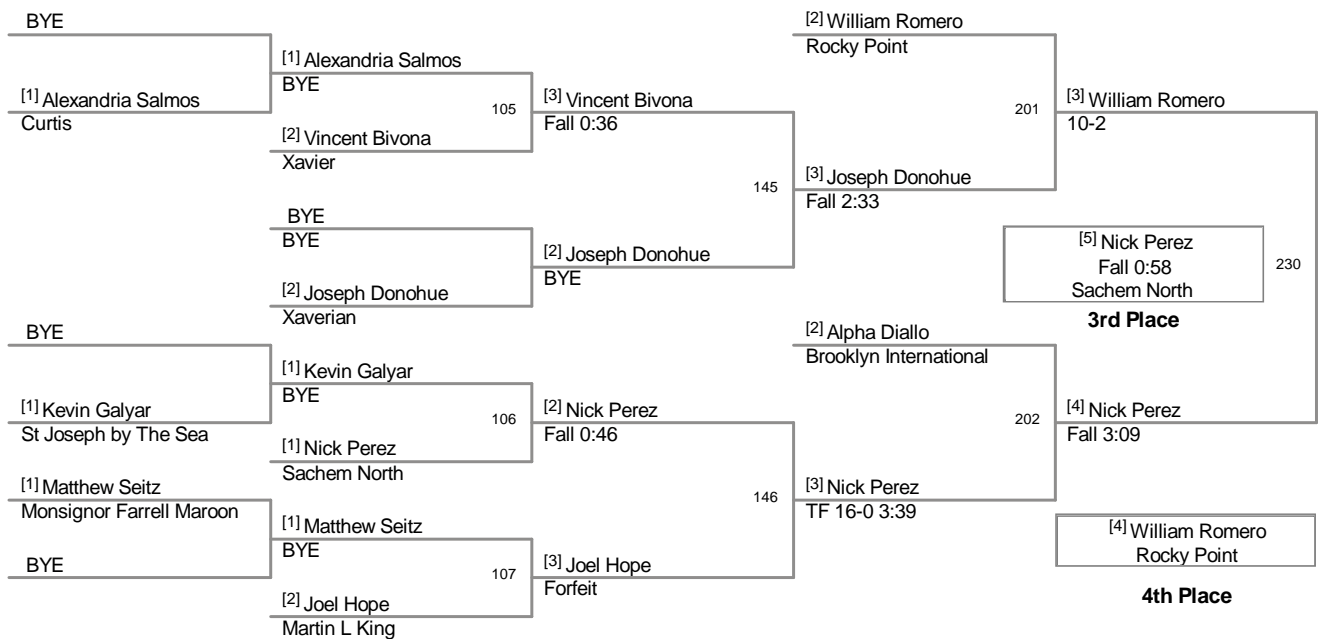 BYE
[1] Alexandria Salmos
Curtis
[1] Alexandria Salmos
BYE
[2] Vincent Bivona
Xavier
105
[3] Vincent Bivona
Fall 0:36
BYE
BYE
[2] Joseph Donohue
Xaverian
[2] Joseph Donohue
BYE
145
[3] Joseph Donohue
Fall 2:33
[2] William Romero
Rocky Point
201
[3] William Romero
10-2
[5] Nick Perez
Fall 0:58
Sachem North
230
3rd Place
BYE
[1] Kevin Galyar
St Joseph by The Sea
[1] Kevin Galyar
BYE
[1] Nick Perez
Sachem North
106
[2] Nick Perez
Fall 0:46
[1] Matthew Seitz
Monsignor Farrell Maroon
BYE
[1] Matthew Seitz
BYE
[2] Joel Hope
Martin L King
107
[3] Joel Hope
Forfeit
146
[3] Nick Perez
TF 16-0 3:39
[2] Alpha Diallo
Brooklyn International
202
[4] Nick Perez
Fall 3:09
[4] William Romero
Rocky Point
4th Place